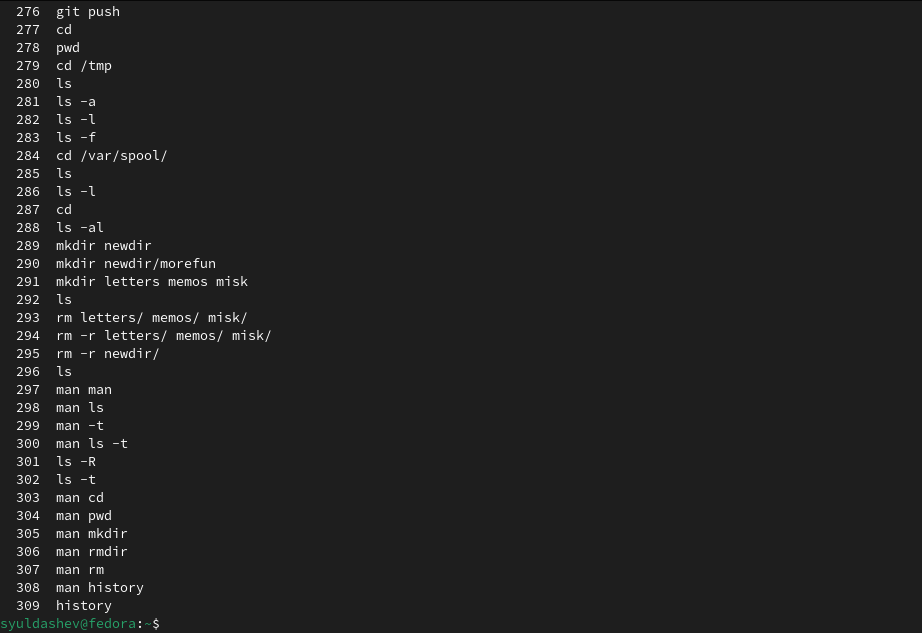 276 git push
277 cd
278 pwd
279 cd /tmp
280 ls
281 ls -a
282 ls -l
283 ls -f
284 cd /var/spool/
285 ls
286 ls -l
287 cd
288 ls -al
289 mkdir newdir
290 mkdir newdir/morefun
291 mkdir letters memos misk
292 ls
293 rm letters/ memos/ misk/
294 rm -r letters/ memos/ misk/
295 rm -r newdir/
296 ls
297 man man
298 man ls
299 man -t
300 man ls -t
301 ls -R
302 ls -t
303 man cd
304 man pwd
305 man mkdir
306 man rmdir
307 man rm
308 man history
309 history
syuldashev@fedora:~$